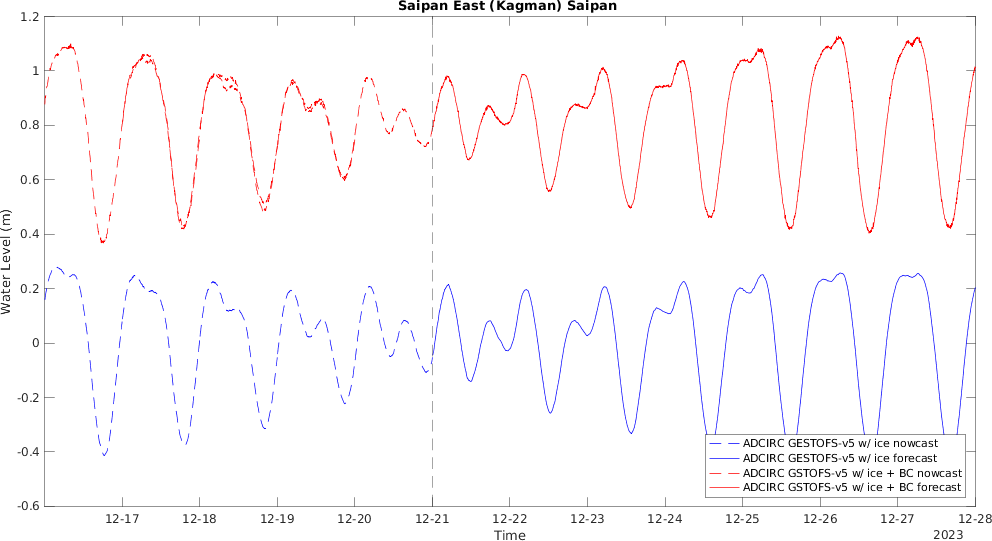 Saipan East (Kagman) Saipan
Water Level (m)
1.2
1
0.8
0.6
0.4
0.2
0
-0.2
-0.4
-0.6
ADCIRC GESTOFS-v5 w/ ice nowcast
ADCIRC GESTOFS-v5 w/ ice forecast
ADCIRC GSTOFS-v5 w/ ice + BC nowcast
ADCIRC GSTOFS-v5 w/ ice + BC forecast
12-17 12-18 12-19 12-20 12-21 12-22 12-23 12-24 12-25 12-26 12-27 12-28
Time
2023